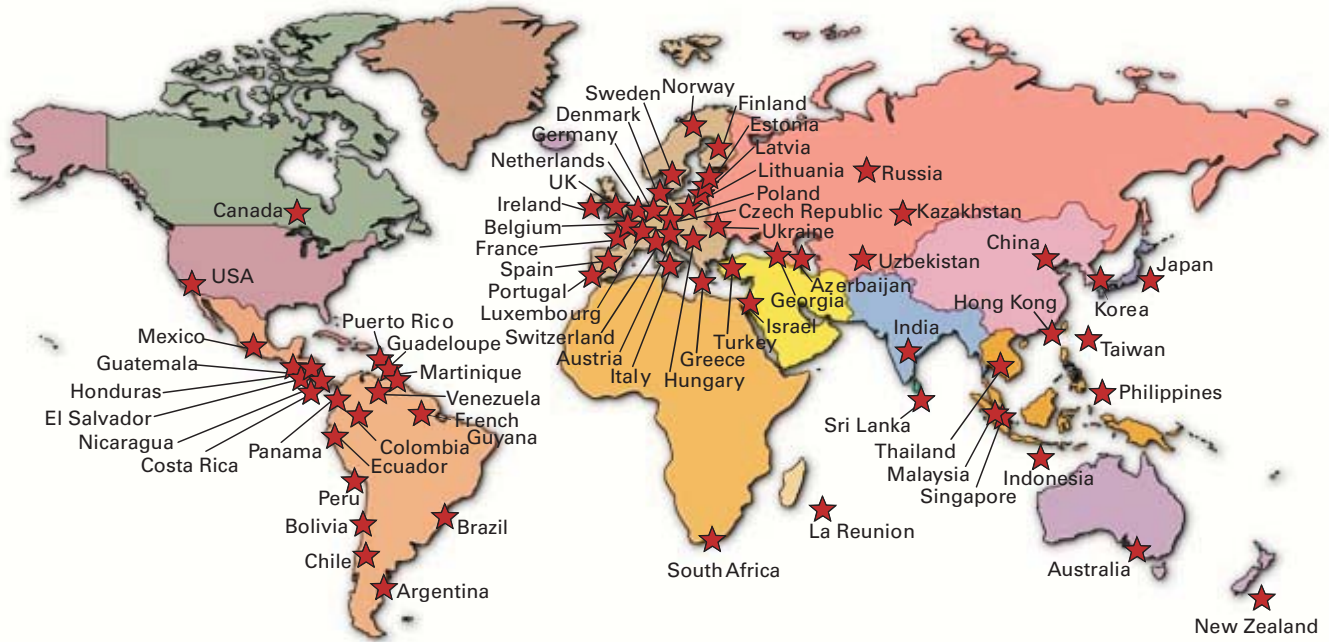 Norway
Sweden
Finland
Denmark
Estonia
Germany
Latvia
Netherlands
Lithuania
UK
Poland
Ireland
Czech Republic
Belgium
Ukraine
France
Spain
Portugal
Luxembourg
Switzerland
Austria
Italy
Hungary
Greece
Turkey
Israel
Georgia
Azerbaijan
Russia
Kazakhstan
Uzbekistan
China
Japan
Korea
Hong Kong
Taiwan
India
Philippines
Sri Lanka
Thailand
Malaysia
Singapore
Indonesia
Canada
USA
Mexico
Puerto Rico
Guadeloupe
Guatemala
Martinique
Honduras
Venezuela
El Salvador
French
Guyana
Nicaragua
Costa Rica
Panama
Colombia
Ecuador
Peru
Bolivia
Brazil
Chile
Argentina
South Africa
La Reunion
Australia
New Zealand